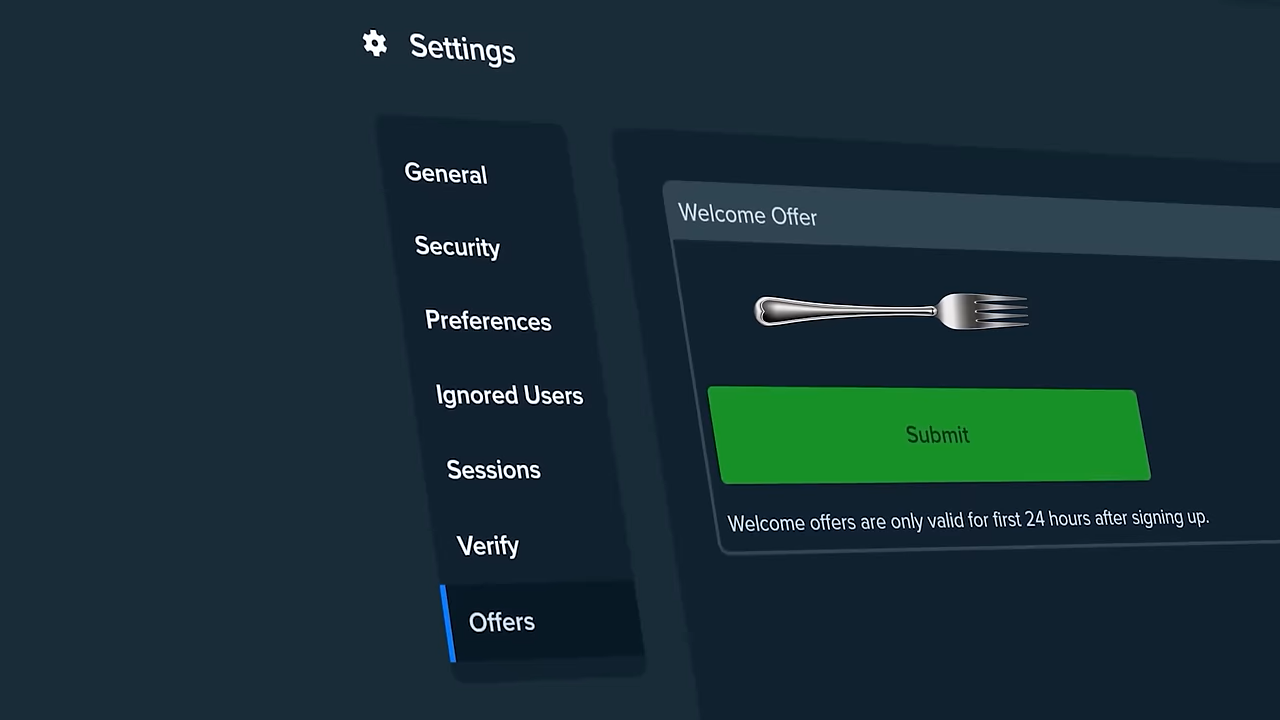 Settings
General
Security
Preferences
Ignored Users
Sessions
Verify
Offers
Welcome Offer
Submit
Welcome offers are only valid for first 24 hours after signing up.